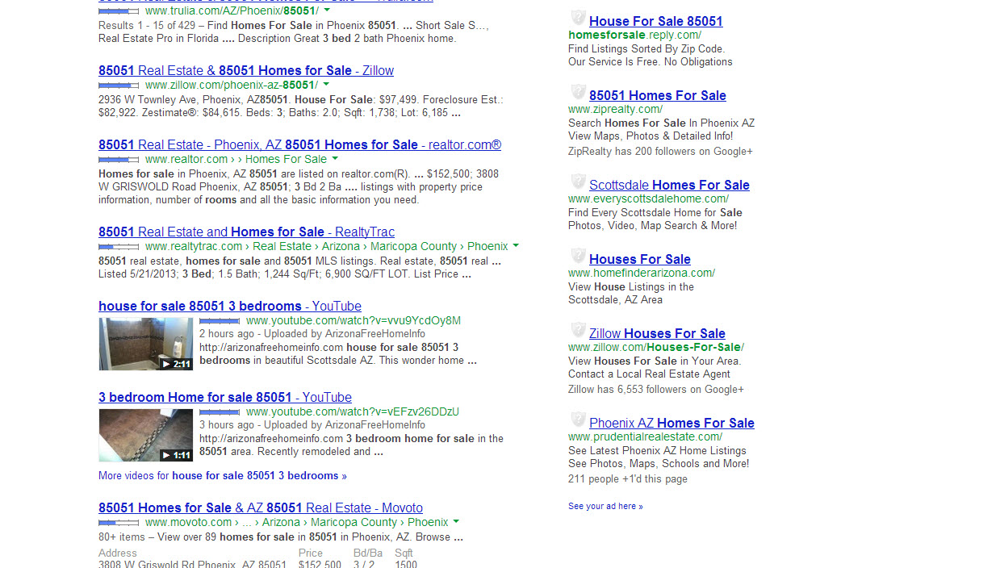 www.trulia.com/AZ/Phoenix/85051/
Results 1 - 15 of 429 – Find Homes For Sale in Phoenix 85051. ... Short Sale S...,
Real Estate Pro in Florida .... Description Great 3 bed 2 bath Phoenix home.
85051 Real Estate & 85051 Homes for Sale - Zillow
www.zillow.com/phoenix-az-85051/
2936 W Townley Ave, Phoenix, AZ85051. House For Sale: $97,499. Foreclosure Est.:
$82,922. Zestimate®: $84,615. Beds: 3; Baths: 2.0; Sqft: 1,738; Lot: 6,185 ...
85051 Real Estate - Phoenix, AZ 85051 Homes for Sale - realtor.com®
www.realtor.com › › Homes For Sale
Homes for sale in Phoenix, AZ 85051 are listed on realtor.com(R). ... $152,500; 3808
W GRISWOLD Road Phoenix, AZ 85051; 3 Bd 2 Ba .... listings with property price
information, number of rooms and all the basic information you need.
85051 Real Estate and Homes for Sale - RealtyTrac
www.realtytrac.com › Real Estate › Arizona › Maricopa County › Phoenix
85051 real estate, homes for sale and 85051 MLS listings. Real estate, 85051 real ...
Listed 5/21/2013; 3 Bed; 1.5 Bath; 1,244 Sq/Ft; 6,900 SQ/FT LOT. List Price ...
house for sale 85051 3 bedrooms - YouTube
www.youtube.com/watch?v=vvu9YcdOy8M
2 hours ago - Uploaded by ArizonaFreeHomeInfo
http://arizonafreehomeinfo.com house for sale 85051 3
bedrooms in beautiful Scottsdale AZ. This wonder home ...
2:11
3 bedroom Home for sale 85051 - YouTube
www.youtube.com/watch?v=vEFzv26DDzU
3 hours ago - Uploaded by ArizonaFreeHomeInfo
http://arizonafreehomeinfo.com 3 bedroom home for sale in the
85051 area. Recently remodeled and ...
1:11
More videos for house for sale 85051 3 bedrooms »
85051 Homes for Sale & AZ 85051 Real Estate - Movoto
www.movoto.com › ... › Arizona › Maricopa County › Phoenix
80+ items – View over 89 homes for sale in 85051 in Phoenix, AZ. Browse ...
Address Price Bd/Ba Sqft
3808 W Griswold Rd Phoenix, AZ 85051 $152,500 3 / 2 1500
House For Sale 85051
homesforsale.reply.com/
Find Listings Sorted By Zip Code.
Our Service Is Free. No Obligations
85051 Homes For Sale
www.ziprealty.com/
Search Homes For Sale In Phoenix AZ
View Maps, Photos & Detailed Info!
ZipRealty has 200 followers on Google+
Scottsdale Homes For Sale
www.everyscottsdalehome.com/
Find Every Scottsdale Home for Sale
Photos, Video, Map Search & More!
Houses For Sale
www.homefinderarizona.com/
View House Listings in the
Scottsdale, AZ Area
Zillow Houses For Sale
www.zillow.com/Houses-For-Sale/
View Houses For Sale in Your Area.
Contact a Local Real Estate Agent
Zillow has 6,553 followers on Google+
Phoenix AZ Homes For Sale
www.prudentialrealestate.com/
See Latest Phoenix AZ Home Listings
See Photos, Maps, Schools and More!
211 people +1'd this page
See your ad here »